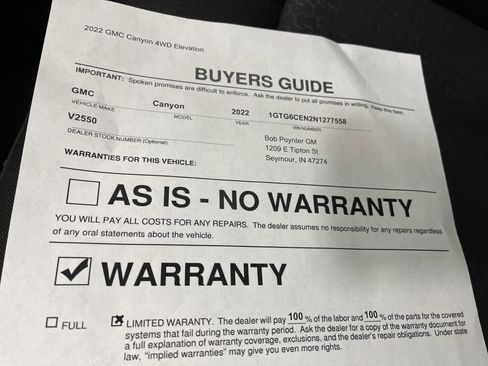 2022 GMC Canyon 4WD Elevation
BUYERS GUIDE
IMPORTANT: Spoken promises are difficult to enforce. Ask the dealer to put all promises in writing. Keep this form.
GMC Canyon 2022 1GTG6CEN2N1277558
VEHICLE MAKE MODEL YEAR VIN NUMBER
V2550
DEALER STOCK NUMBER (Optional)
Bob Poynter GM
1209 E Tipton St
Seymour, IN 47274
WARRANTIES FOR THIS VEHICLE:
AS IS - NO WARRANTY
YOU WILL PAY ALL COSTS FOR ANY REPAIRS. The dealer assumes no responsibility for any repairs regardless
of any oral statements about the vehicle.
WARRANTY
FULL
LIMITED WARRANTY. The dealer will pay 100 % of the labor and 100 % of the parts for the covered
systems that fail during the warranty period. Ask the dealer for a copy of the warranty document for
a full explanation of warranty coverage, exclusions, and the dealer's repair obligations. Under state
law, "implied warranties" may give you even more rights.